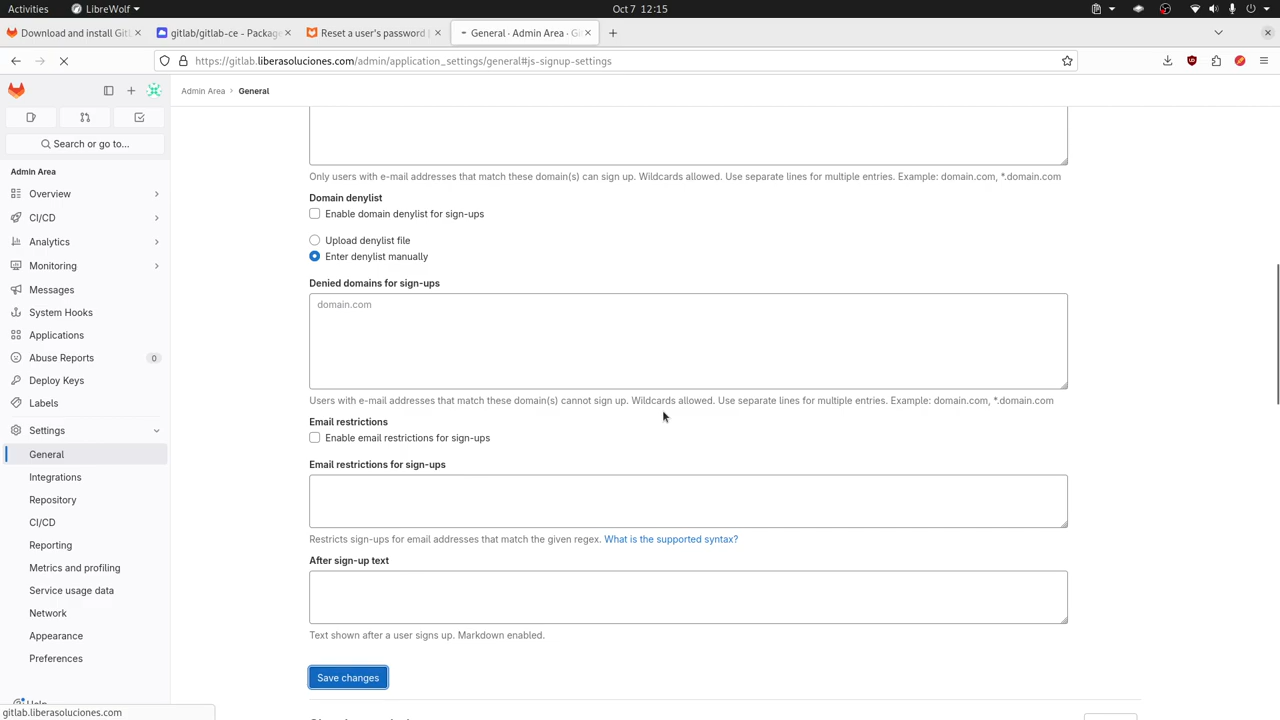 Activities
LibreWolf
Oct 7 12:15
Download and install GitL
gitlab/gitlab-ce - Package
Reset a user's password |
General · Admin Area · Gi
https://gitlab.liberasoluciones.com/admin/application_settings/general#js-signup-settings
Admin Area
General
Search or go to...
Admin Area
Overview
CI/CD
Analytics
Monitoring
Messages
System Hooks
Applications
Abuse Reports
0
Deploy Keys
Labels
Settings
General
Integrations
Repository
CI/CD
Reporting
Metrics and profiling
Service usage data
Network
Appearance
Preferences
Help
gitlab.liberasoluciones.com
Only users with e-mail addresses that match these domain(s) can sign up. Wildcards allowed. Use separate lines for multiple entries. Example: domain.com, *.domain.com
Domain denylist
Enable domain denylist for sign-ups
Upload denylist file
Enter denylist manually
Denied domains for sign-ups
domain.com
Users with e-mail addresses that match these domain(s) cannot sign up. Wildcards allowed. Use separate lines for multiple entries. Example: domain.com, *.domain.com
Email restrictions
Enable email restrictions for sign-ups
Email restrictions for sign-ups
Restricts sign-ups for email addresses that match the given regex. What is the supported syntax?
After sign-up text
Text shown after a user signs up. Markdown enabled.
Save changes